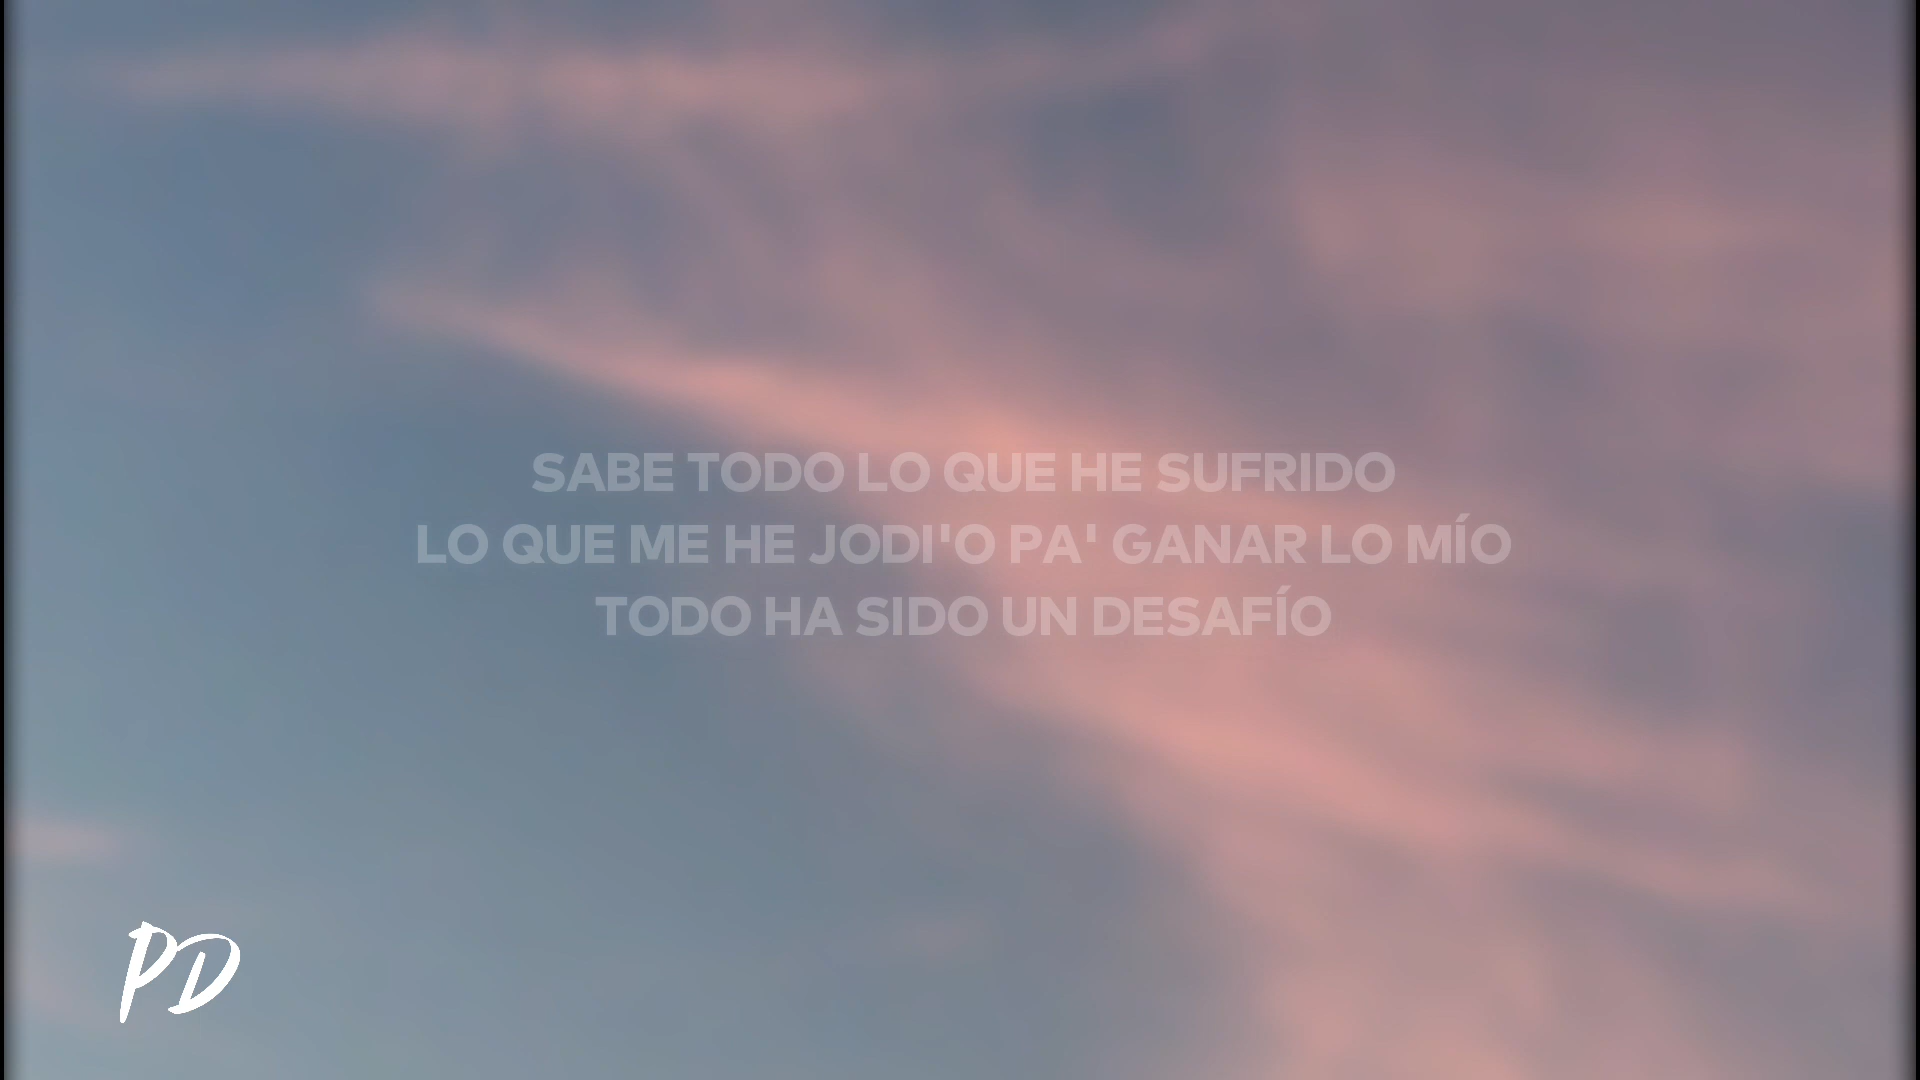 SABE TODO LO QUE HE SUFRIDO
LO QUE ME HE JODI'O PA' GANAR LO MÍO
TODO HA SIDO UN DESAFÍO
PD